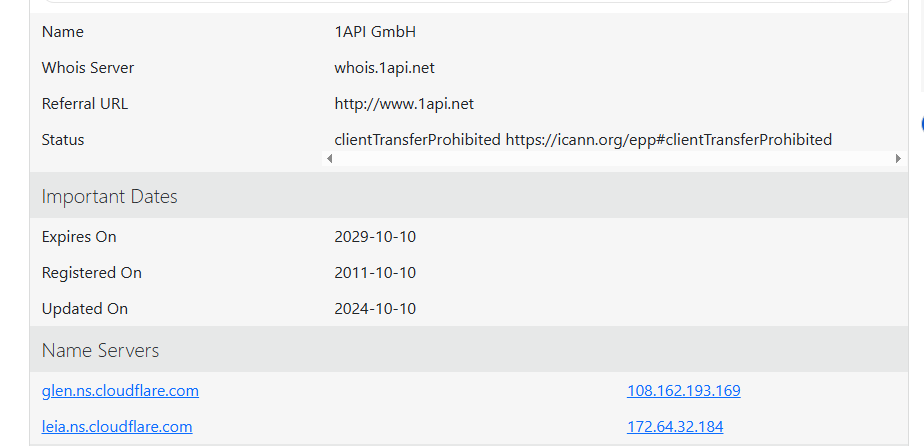 Name 1API GmbH
Whois Server whois.1api.net
Referral URL http://www.1api.net
Status clientTransferProhibited https://icann.org/epp#clientTransferProhibited
Important Dates
Expires On 2029-10-10
Registered On 2011-10-10
Updated On 2024-10-10
Name Servers
glen.ns.cloudflare.com 108.162.193.169
leia.ns.cloudflare.com 172.64.32.184